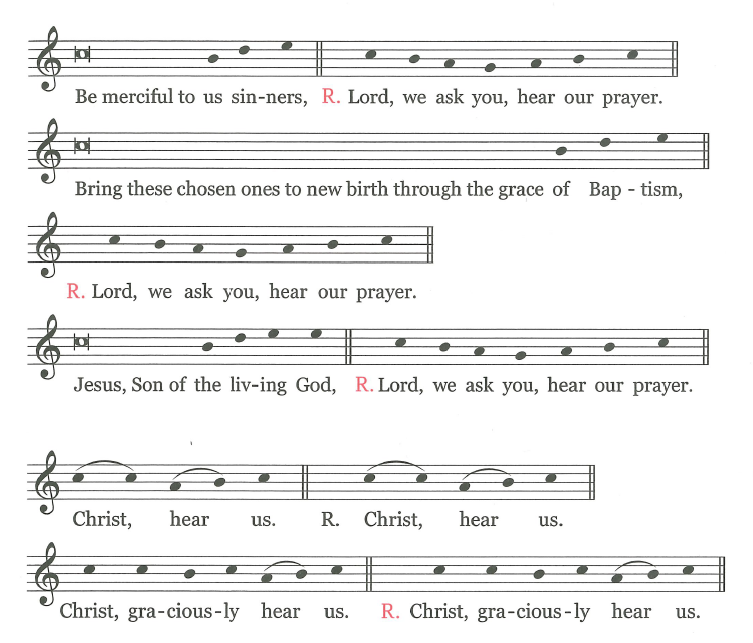 Be merciful to us sin-ners, R. Lord, we ask you, hear our prayer.
Bring these chosen ones to new birth through the grace of Bap - tism,
R. Lord, we ask you, hear our prayer.
Jesus, Son of the liv-ing God, R. Lord, we ask you, hear our prayer.
Christ, hear us. R. Christ, hear us.
Christ, gra-cious-ly hear us. R. Christ, gra-cious-ly hear us.